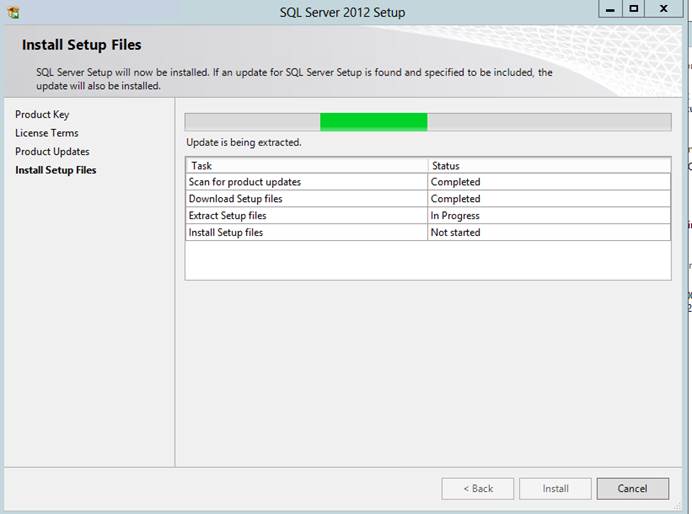 SQL Server 2012 Setup
Install Setup Files
SQL Server Setup will now be installed. If an update for SQL Server Setup is found and specified to be included, the
update will also be installed.
Product Key
License Terms
Product Updates
Install Setup Files
Update is being extracted.
Task Status
Scan for product updates Completed
Download Setup files Completed
Extract Setup files In Progress
Install Setup files Not started
< Back Install Cancel